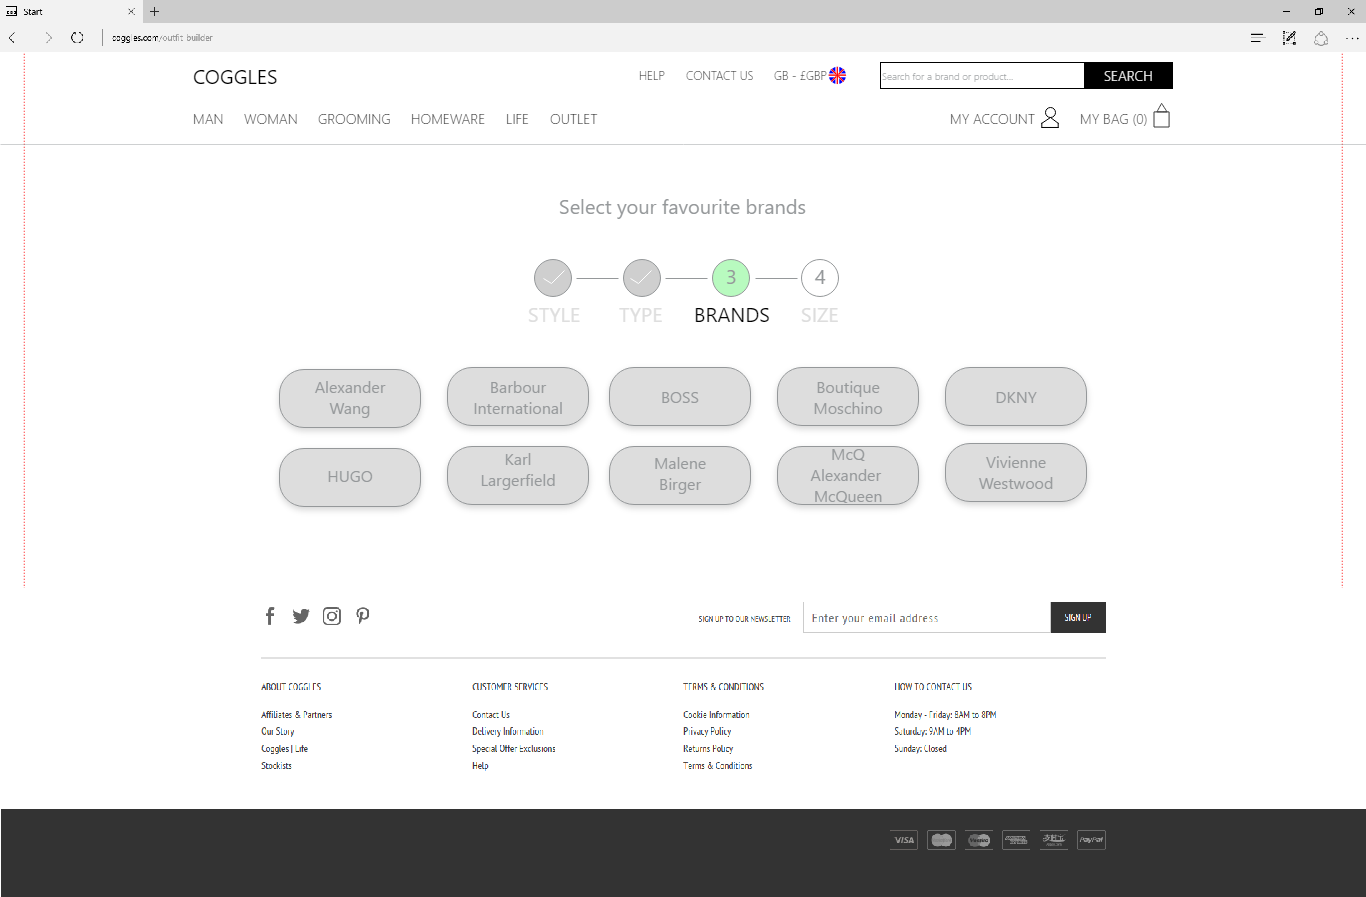 Start
coggles.com/outfit-builder
COGGLES
HELP CONTACT US GB - £GBP
Search for a brand or product...
SEARCH
MAN WOMAN GROOMING HOMEWARE LIFE OUTLET
MY ACCOUNT MY BAG (0)
Select your favourite brands
3 4
STYLE TYPE BRANDS SIZE
Alexander
Wang
Barbour
International
BOSS
Boutique
Moschino
DKNY
HUGO
Karl
Largerfield
Malene
Birger
McQ
Alexander
McQueen
Vivienne
Westwood
SIGN UP TO OUR NEWSLETTER
Enter your email address
SIGN UP
ABOUT COGGLES
Affiliates & Partners
Our Story
Coggles | Life
Stockists
CUSTOMER SERVICES
Contact Us
Delivery Information
Special Offer Exclusions
Help
TERMS & CONDITIONS
Cookie Information
Privacy Policy
Returns Policy
Terms & Conditions
HOW TO CONTACT US
Monday - Friday: 8AM to 8PM
Saturday: 9AM to 4PM
Sunday: Closed
VISA
PayPal